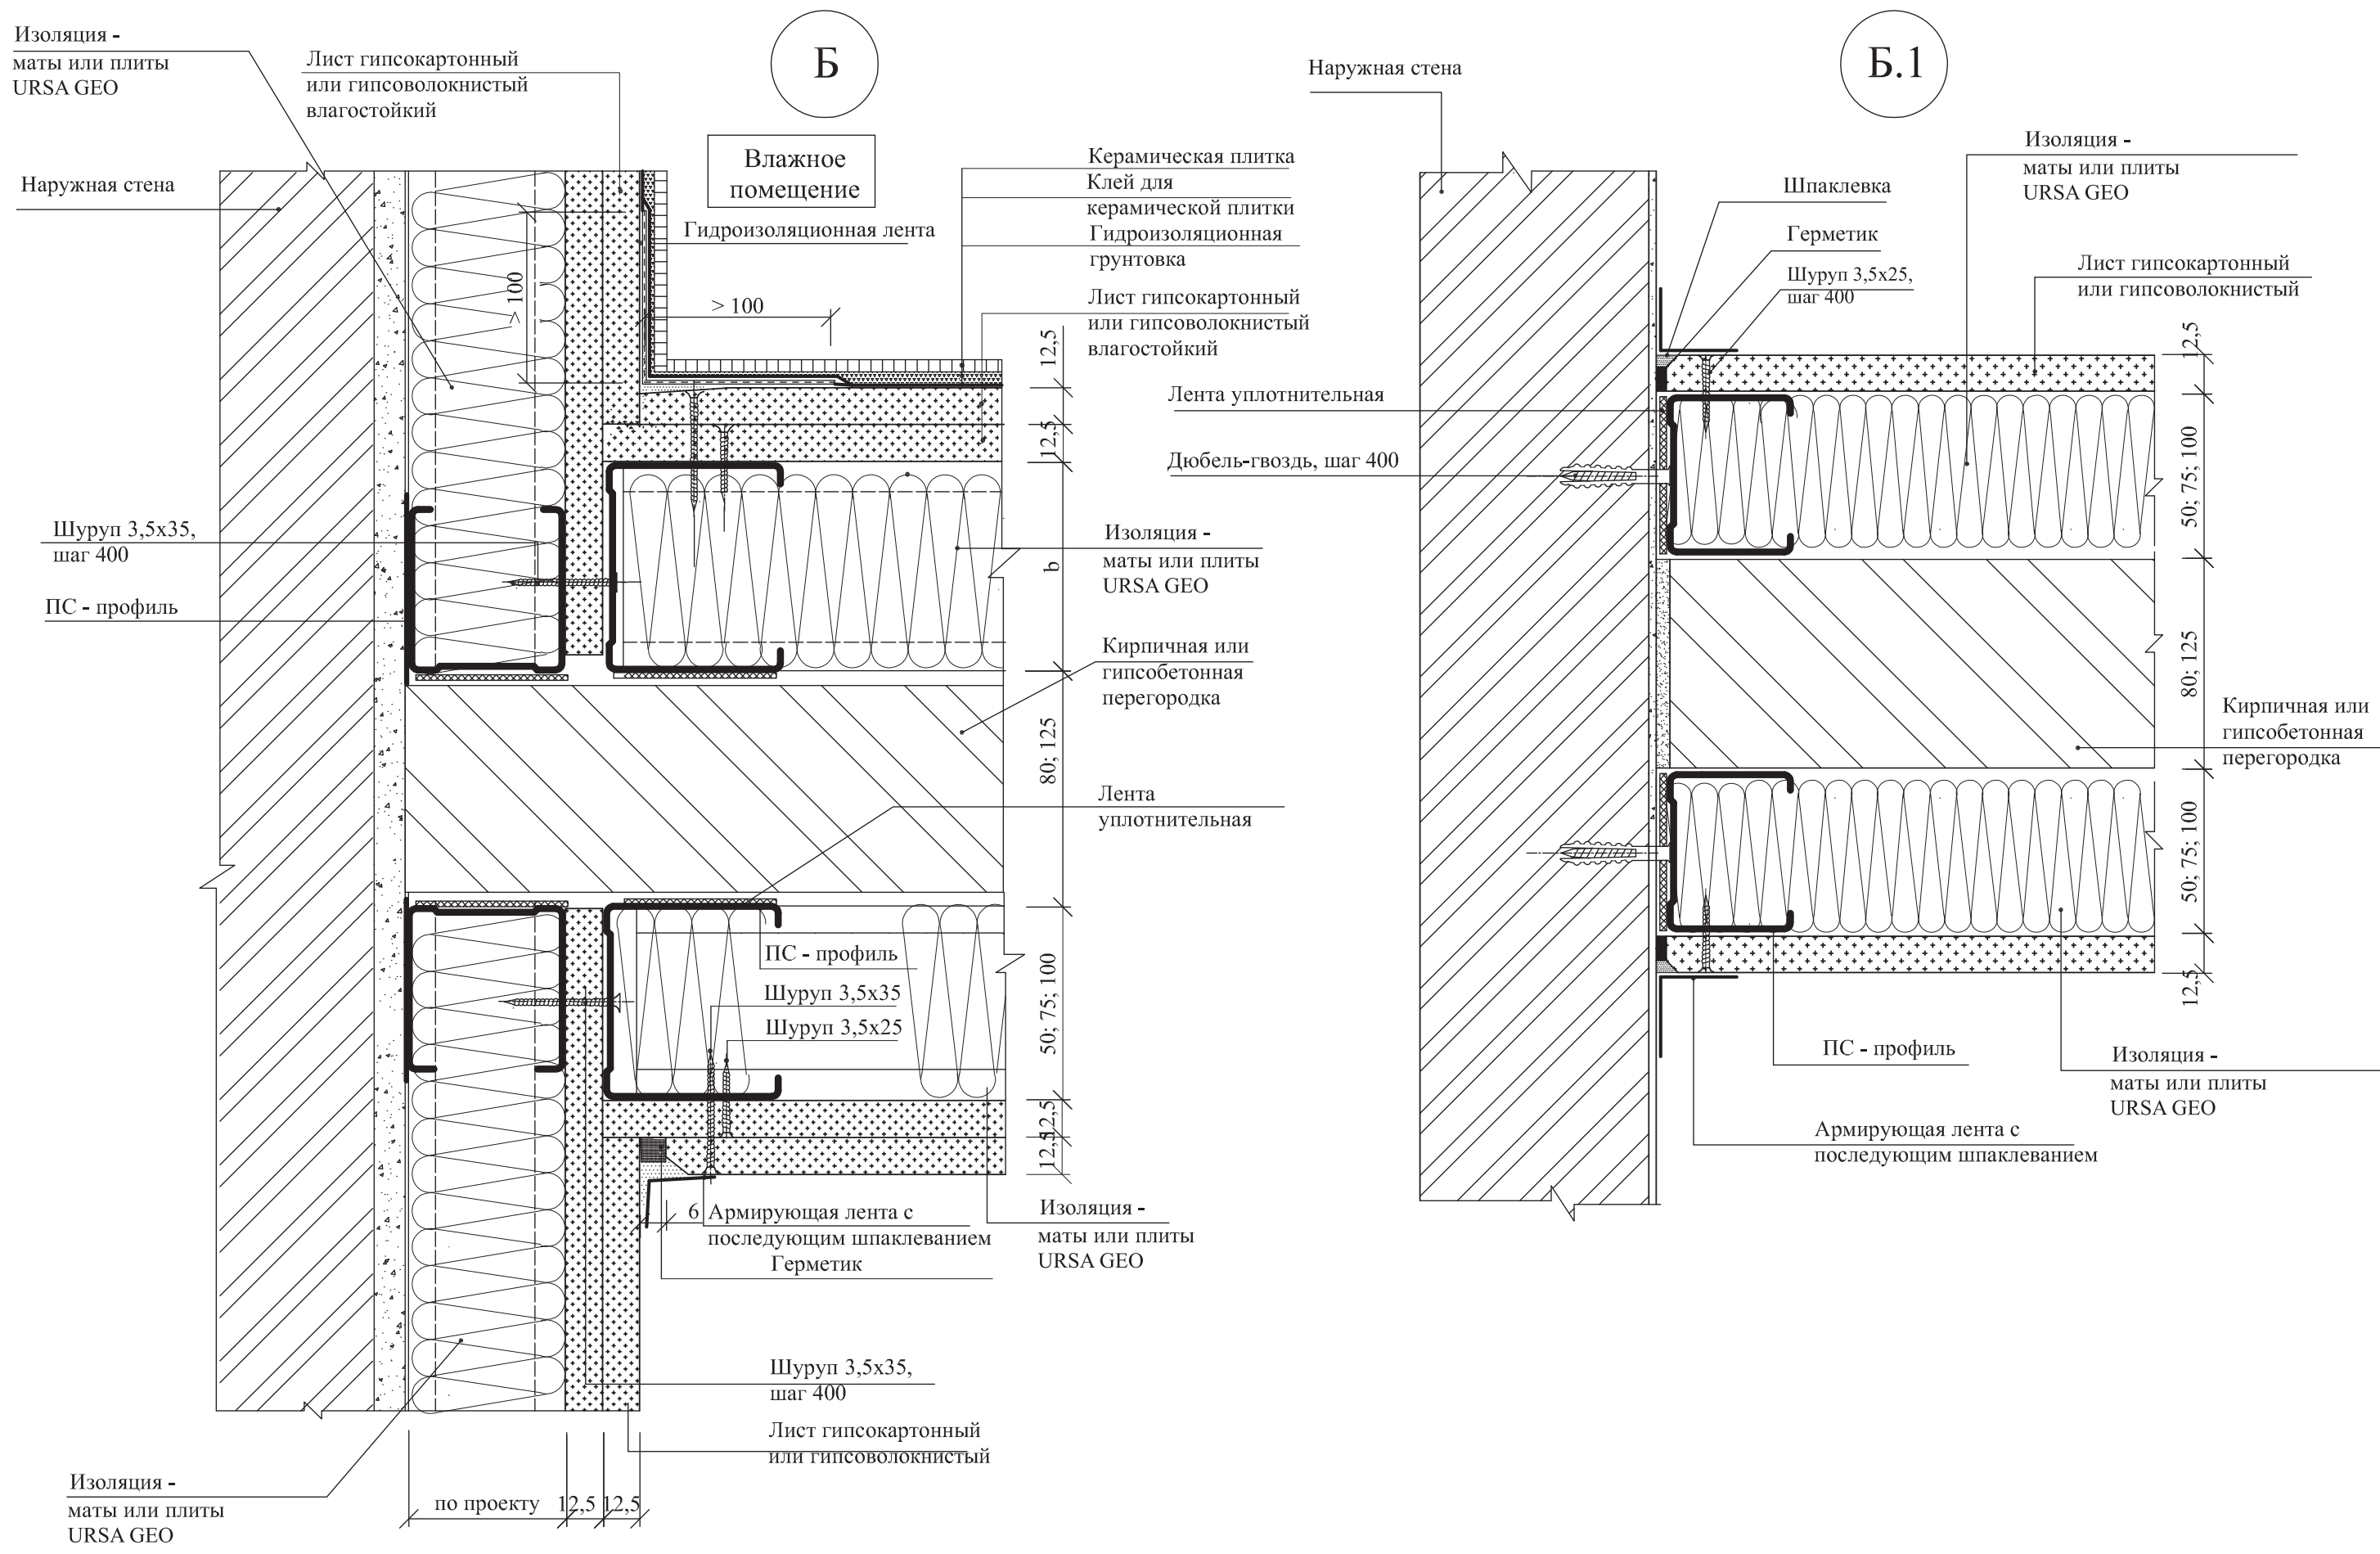 Б
Изоляция -
маты или плиты
URSA GEO
Лист гипсокартонный
или гипсоволокнистый
влагостойкий
Влажное
помещение
Наружная стена
Гидроизоляционная лента
Керамическая плитка
Клей для
керамической плитки
Гидроизоляционная
грунтовка
Лист гипсокартонный
или гипсоволокнистый
влагостойкий
> 100
> 100
12,5
12,5
b
80; 125
50; 75; 100
12,5
12,5
Шуруп 3,5x35,
шаг 400
ПС - профиль
Изоляция -
маты или плиты
URSA GEO
Кирпичная или
гипсобетонная
перегородка
Лента
уплотнительная
ПС - профиль
Шуруп 3,5x35
Шуруп 3,5x25
6
Армирующая лента с
последующим шпаклеванием
Герметик
Изоляция -
маты или плиты
URSA GEO
Шуруп 3,5x35,
шаг 400
Лист гипсокартонный
или гипсоволокнистый
Изоляция -
маты или плиты
URSA GEO
по проекту
12,5
12,5
Б.1
Наружная стена
Изоляция -
маты или плиты
URSA GEO
Шпаклевка
Герметик
Шуруп 3,5x25,
шаг 400
Лист гипсокартонный
или гипсоволокнистый
Лента уплотнительная
Дюбель-гвоздь, шаг 400
12,5
50; 75; 100
80; 125
50; 75; 100
12,5
Кирпичная или
гипсобетонная
перегородка
ПС - профиль
Изоляция -
маты или плиты
URSA GEO
Армирующая лента с
последующим шпаклеванием